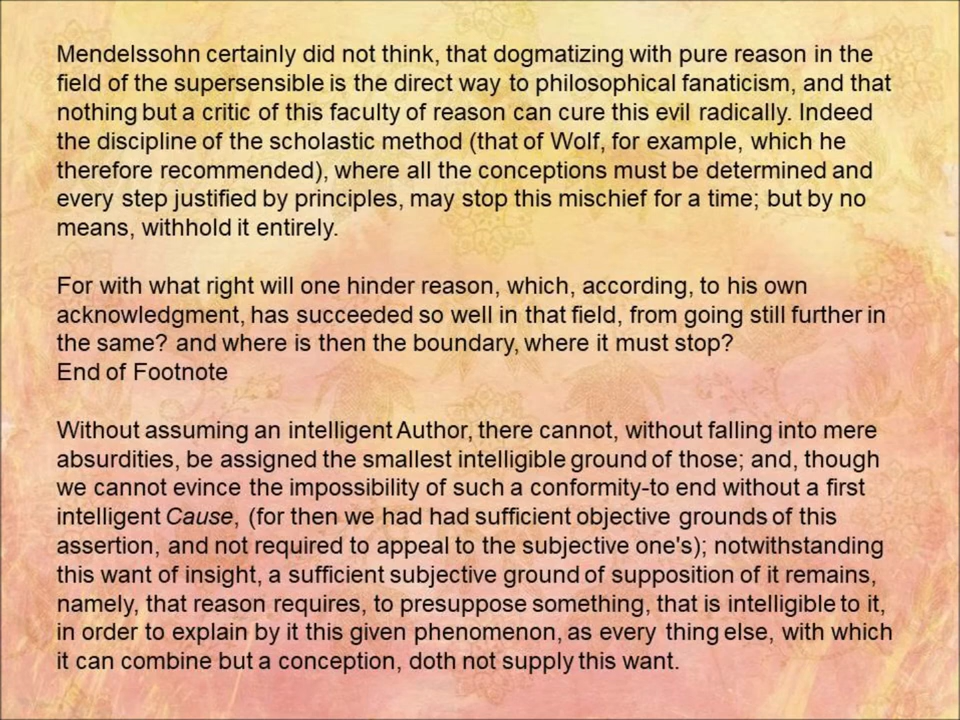 Mendelssohn certainly did not think, that dogmatizing with pure reason in the
field of the supersensible is the direct way to philosophical fanaticism, and that
nothing but a critic of this faculty of reason can cure this evil radically. Indeed
the discipline of the scholastic method (that of Wolf, for example, which he
therefore recommended), where all the conceptions must be determined and
every step justified by principles, may stop this mischief for a time; but by no
means, withhold it entirely.

For with what right will one hinder reason, which, according, to his own
acknowledgment, has succeeded so well in that field, from going still further in
the same? and where is then the boundary, where it must stop?
End of Footnote

Without assuming an intelligent Author, there cannot, without falling into mere
absurdities, be assigned the smallest intelligible ground of those; and, though
we cannot evince the impossibility of such a conformity-to end without a first
intelligent Cause, (for then we had had sufficient objective grounds of this
assertion, and not required to appeal to the subjective one's); notwithstanding
this want of insight, a sufficient subjective ground of supposition of it remains,
namely, that reason requires, to presuppose something, that is intelligible to it,
in order to explain by it this given phenomenon, as every thing else, with which
it can combine but a conception, doth not supply this want.